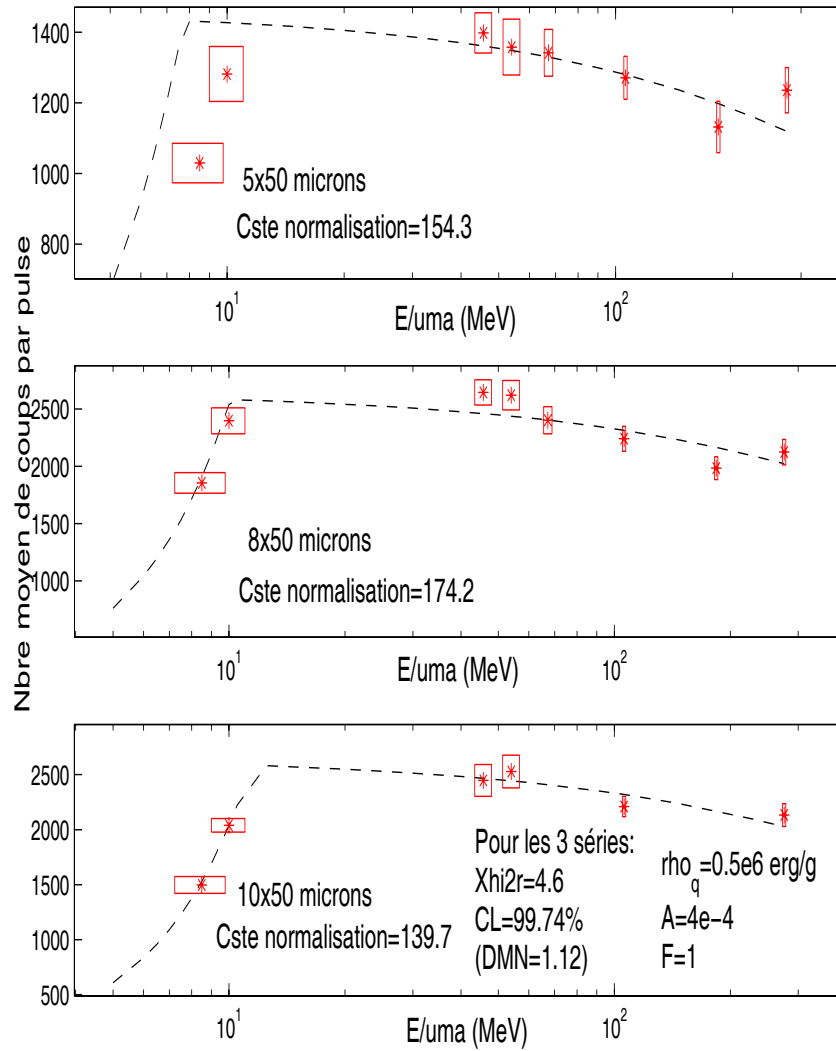 Nbre moyen de coups par pulse
1400
1200
1000
800
5x50 microns
Cste normalisation=154.3
10^1
10^2
E/uma (MeV)
2500
2000
1500
1000
8x50 microns
Cste normalisation=174.2
10^1
10^2
E/uma (MeV)
2500
2000
1500
1000
500
10x50 microns
Cste normalisation=139.7
Pour les 3 séries:
Xhi2r=4.6
CL=99.74%
(DMN=1.12)
rho_q=0.5e6 erg/g
A=4e-4
F=1
10^1
10^2
E/uma (MeV)